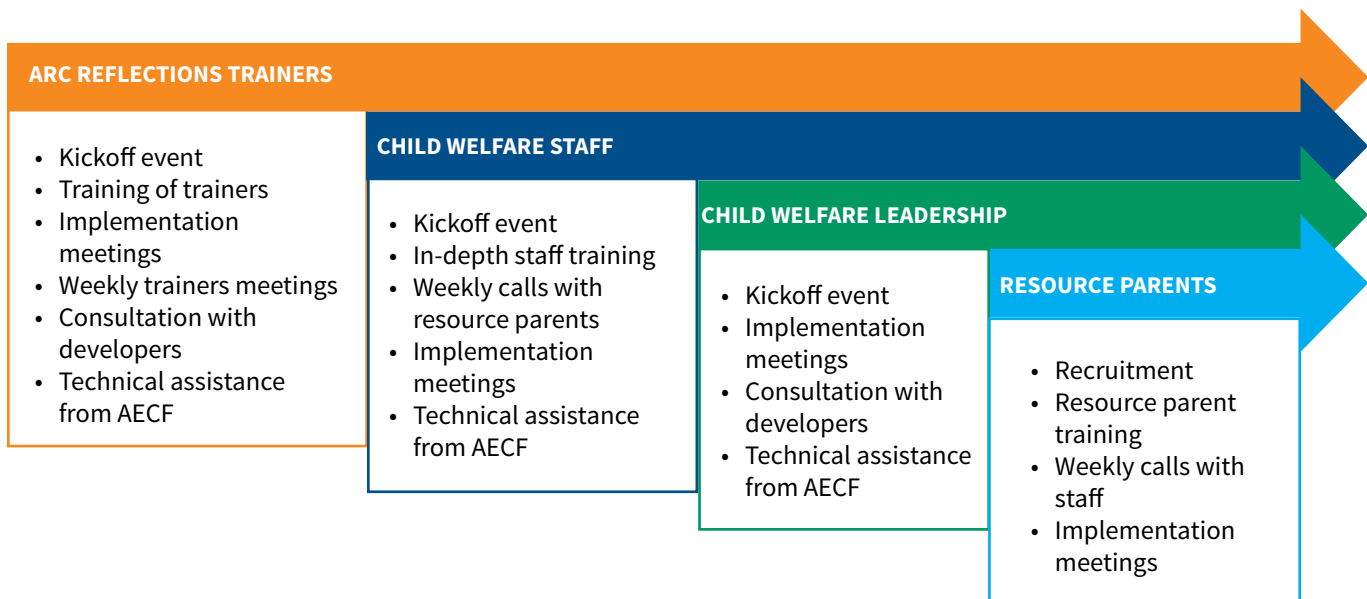 ARC REFLECTIONS TRAINERS
• Kickoff event
• Training of trainers
• Implementation
meetings
• Weekly trainers meetings
• Consultation with
developers
• Technical assistance
from AECF
CHILD WELFARE STAFF
• Kickoff event
• In-depth staff training
• Weekly calls with
resource parents
• Implementation
meetings
• Technical assistance
from AECF
CHILD WELFARE LEADERSHIP
• Kickoff event
• Implementation
meetings
• Consultation with
developers
• Technical assistance
from AECF
RESOURCE PARENTS
• Recruitment
• Resource parent
training
• Weekly calls with
staff
• Implementation
meetings